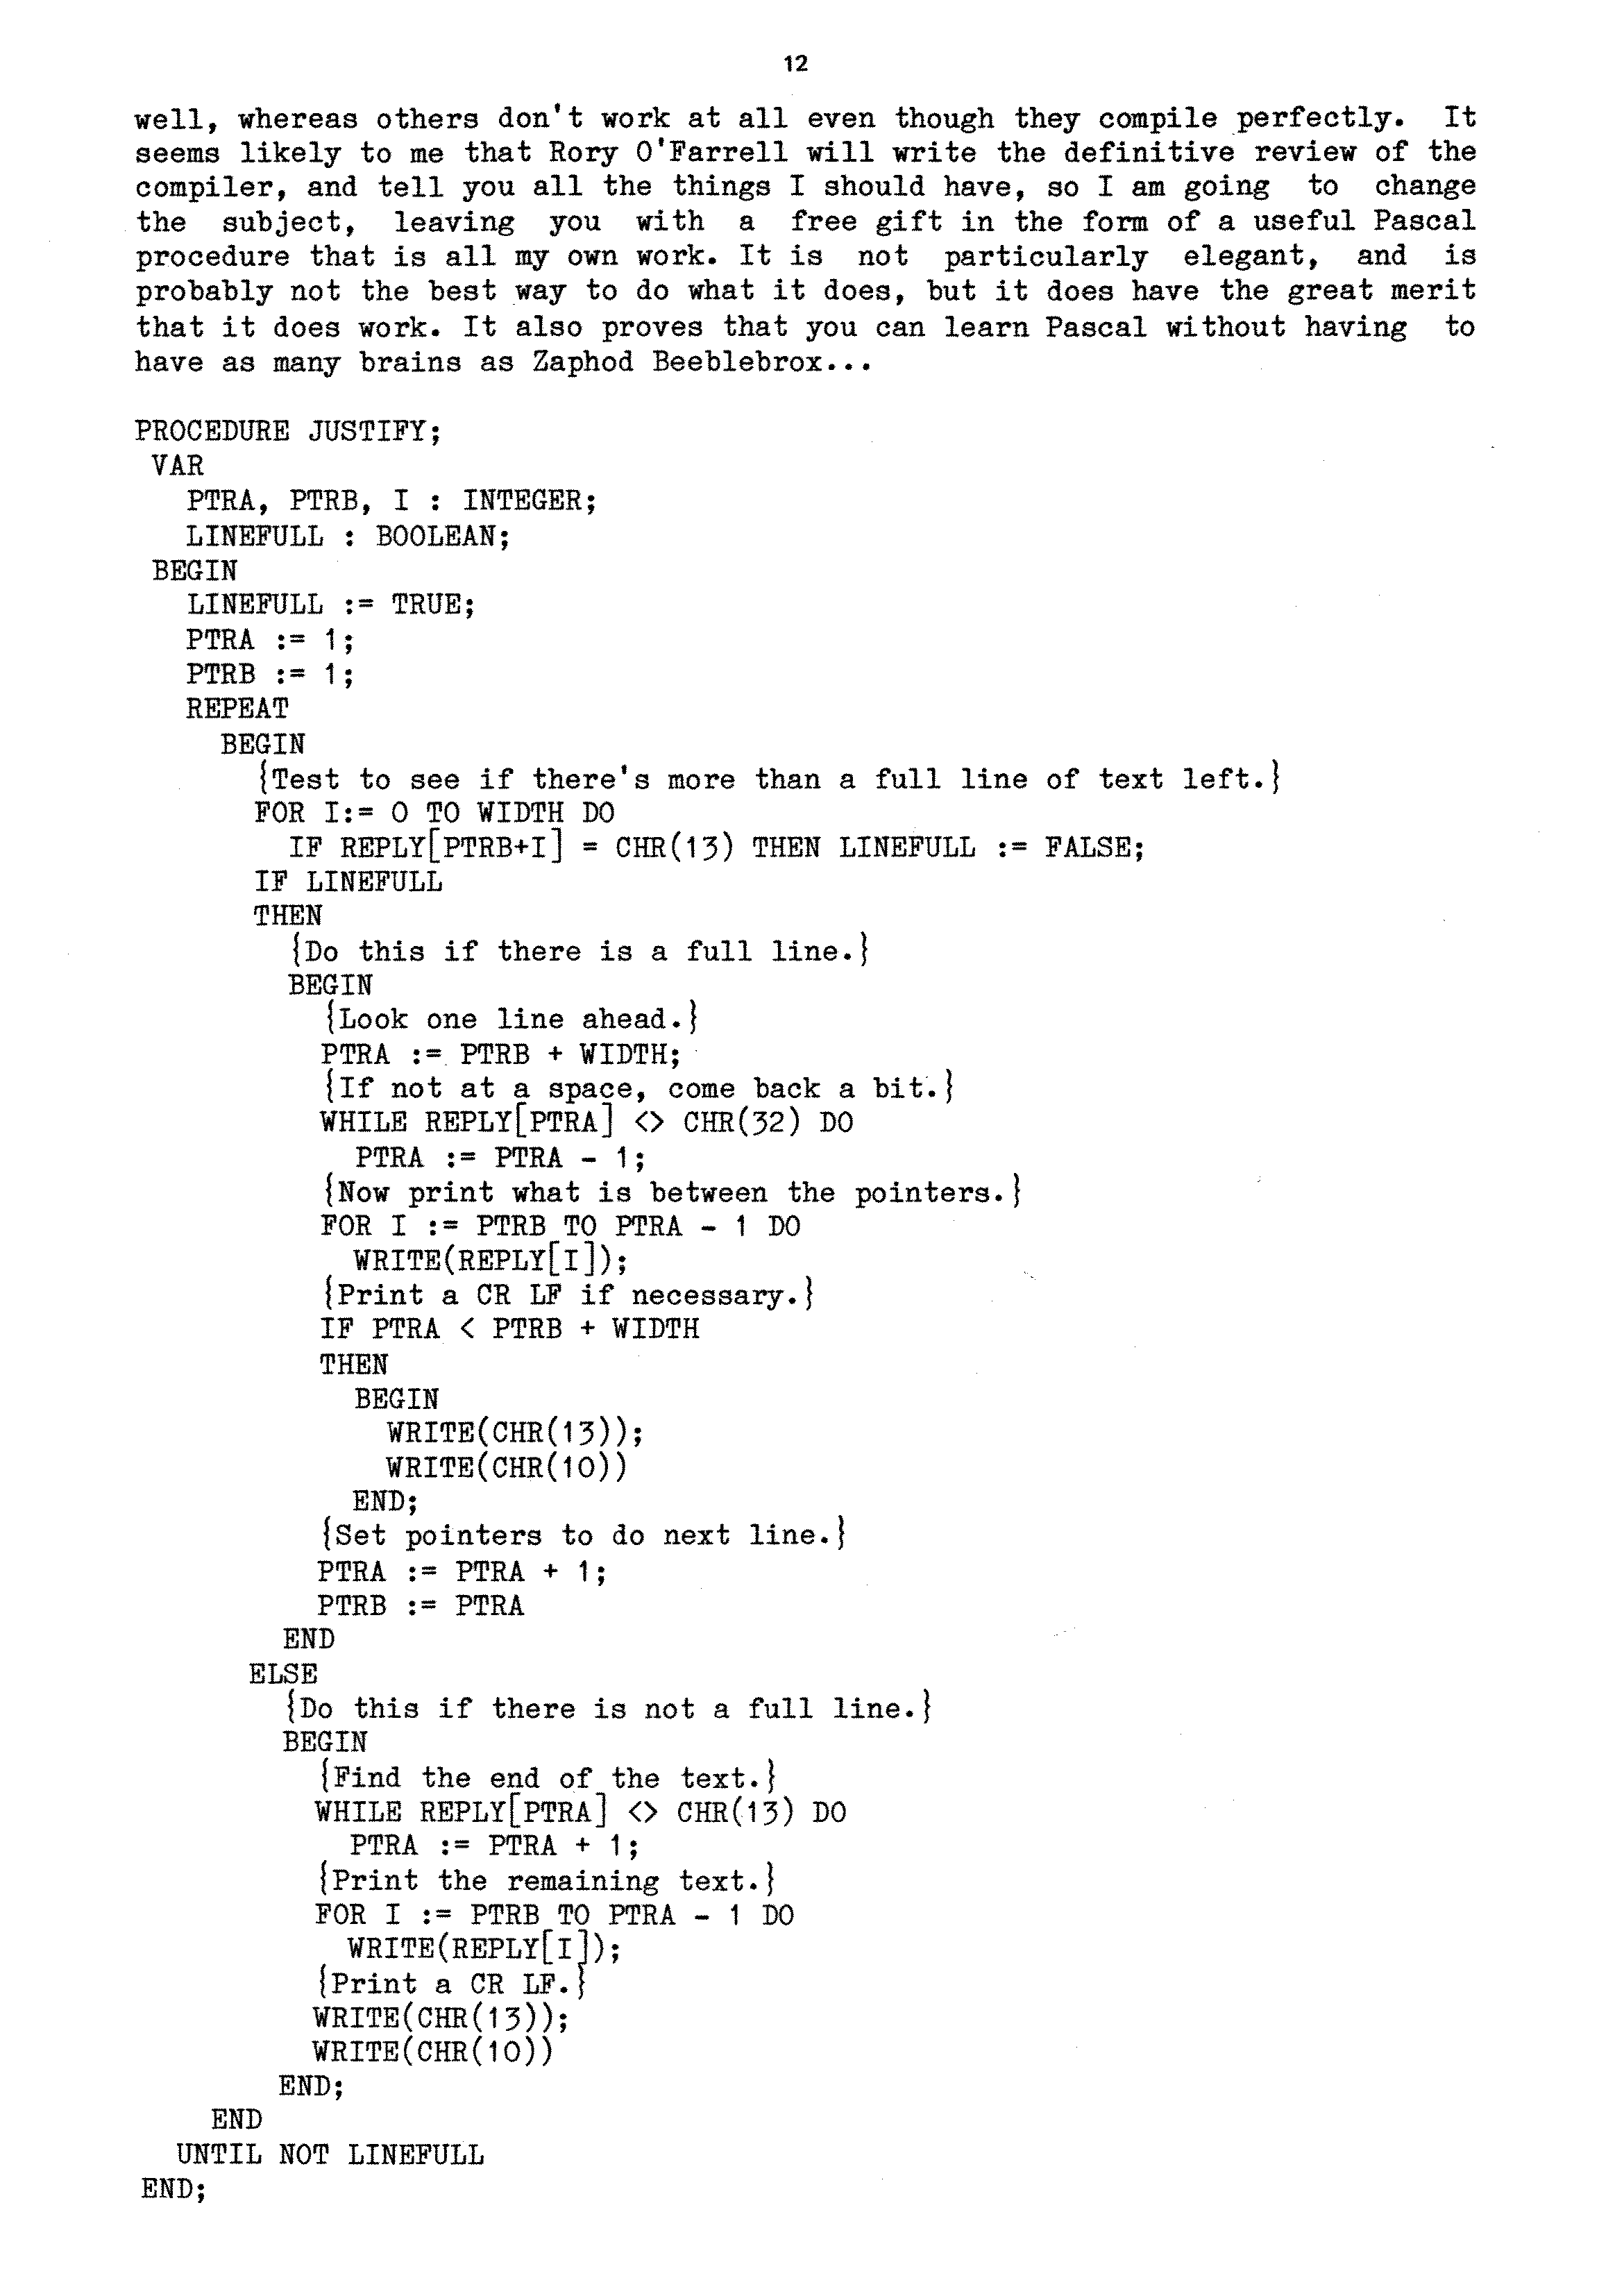 12
well, whereas others don't work at all even though they compile perfectly. It
seems likely to me that Rory O'Farrell will write the definitive review of the
compiler, and tell you all the things I should have, so I am going to change
the subject, leaving you with a free gift in the form of a useful Pascal
procedure that is all my own work. It is not particularly elegant, and is
probably not the best way to do what it does, but it does have the great merit
that it does work. It also proves that you can learn Pascal without having to
have as many brains as Zaphod Beeblebrox...
PROCEDURE JUSTIFY;
VAR
PTRA, PTRB, I : INTEGER;
LINEFULL : BOOLEAN;
BEGIN
LINEFULL := TRUE;
PTRA := 1;
PTRB := 1;
REPEAT
BEGIN
{Test to see if there's more than a full line of text left.}
FOR I:= 0 TO WIDTH DO
IF REPLY[PTRB+I] = CHR(13) THEN LINEFULL := FALSE;
IF LINEFULL
THEN
{Do this if there is a full line.}
BEGIN
{Look one line ahead.}
PTRA := PTRB + WIDTH;
{If not at a space, come back a bit.}
WHILE REPLY[PTRA] <> CHR(32) DO
PTRA := PTRA - 1;
{Now print what is between the pointers.}
FOR I := PTRB TO PTRA - 1 DO
WRITE(REPLY[I]);
{Print a CR LF if necessary.}
IF PTRA < PTRB + WIDTH
THEN
BEGIN
WRITE(CHR(13));
WRITE(CHR(10))
END;
{Set pointers to do next line.}
PTRA := PTRA + 1;
PTRB := PTRA
END
ELSE
{Do this if there is not a full line.}
BEGIN
{Find the end of the text.}
WHILE REPLY[PTRA] <> CHR(13) DO
PTRA := PTRA + 1;
{Print the remaining text.}
FOR I := PTRB TO PTRA - 1 DO
WRITE(REPLY[I]);
{Print a CR LF.}
WRITE(CHR(13));
WRITE(CHR(10))
END;
END
UNTIL NOT LINEFULL
END;